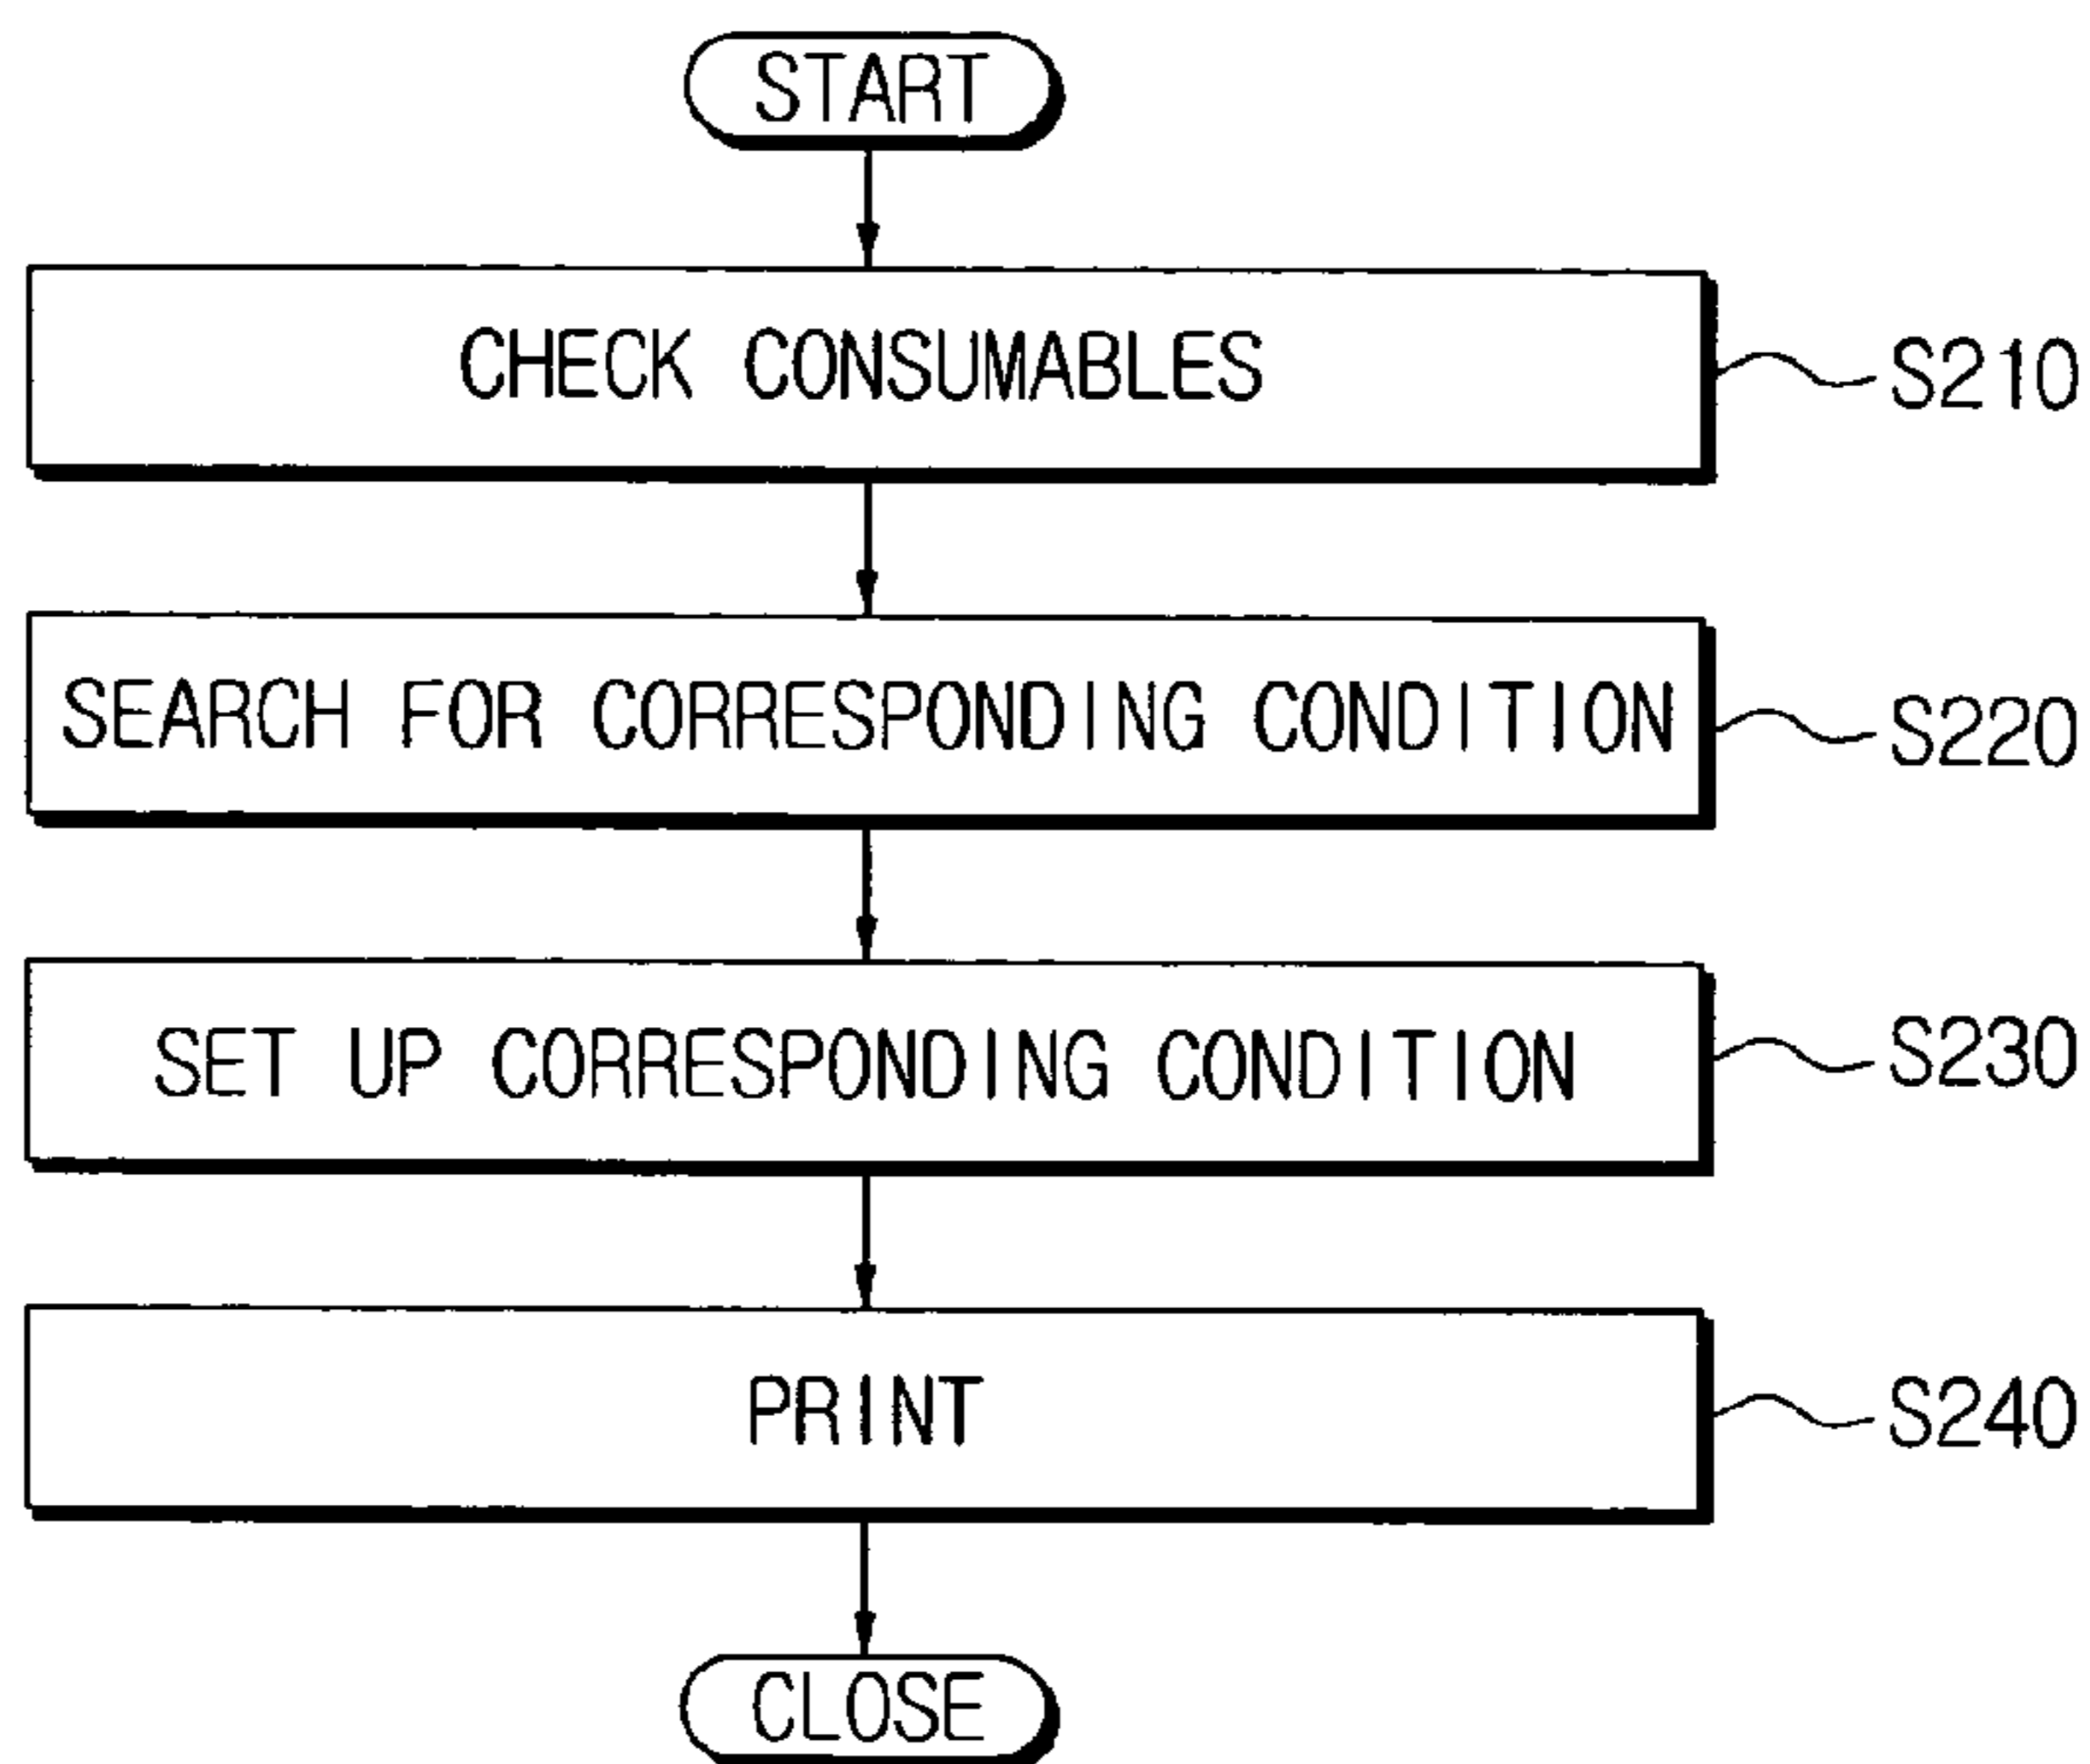 START
CHECK CONSUMABLES
S210
SEARCH FOR CORRESPONDING CONDITION
S220
SET UP CORRESPONDING CONDITION
S230
PRINT
S240
CLOSE